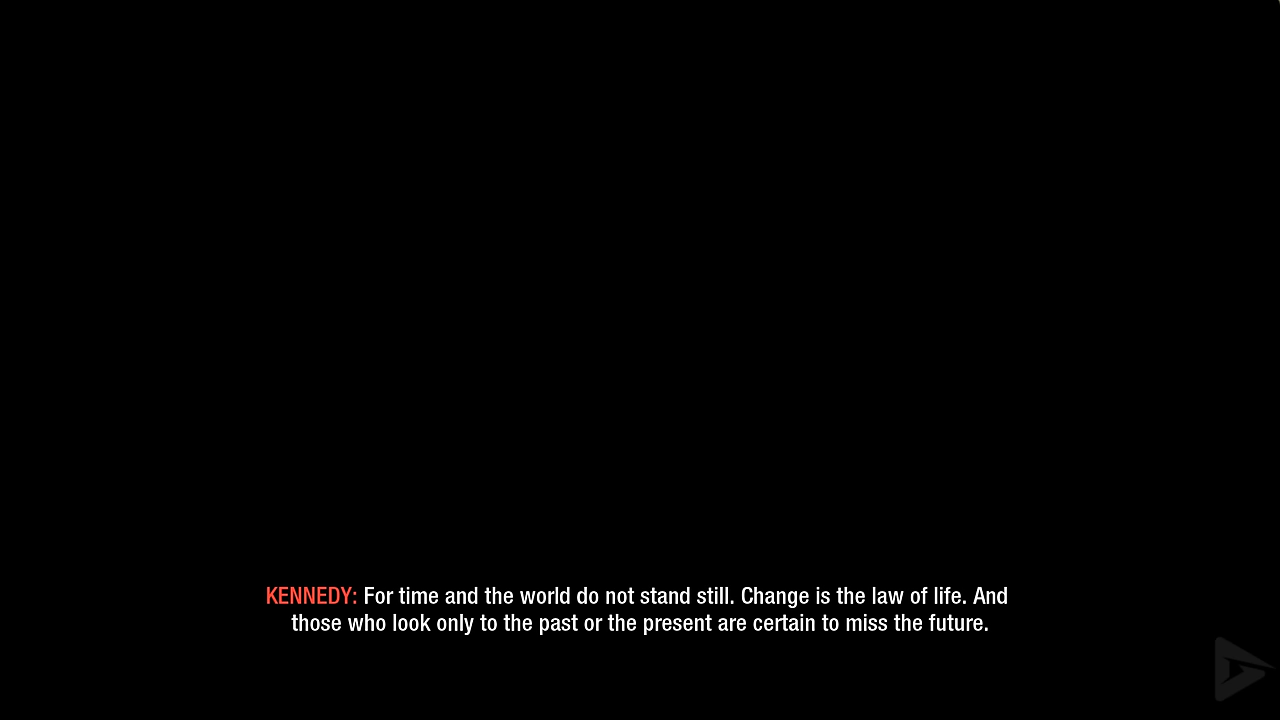 KENNEDY: For time and the world do not stand still. Change is the law of life. And
those who look only to the past or the present are certain to miss the future.